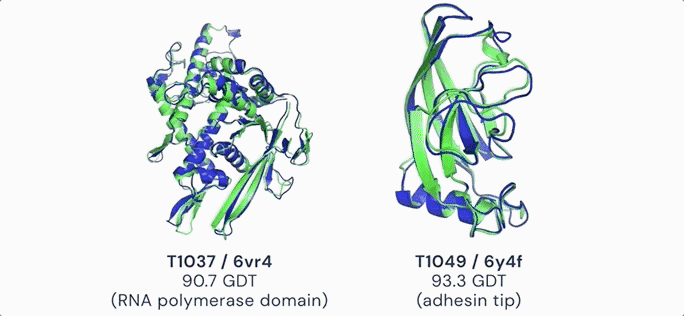 T1037 / 6vr4
90.7 GDT
(RNA polymerase domain)
T1049 / 6y4f
93.3 GDT
(adhesin tip)